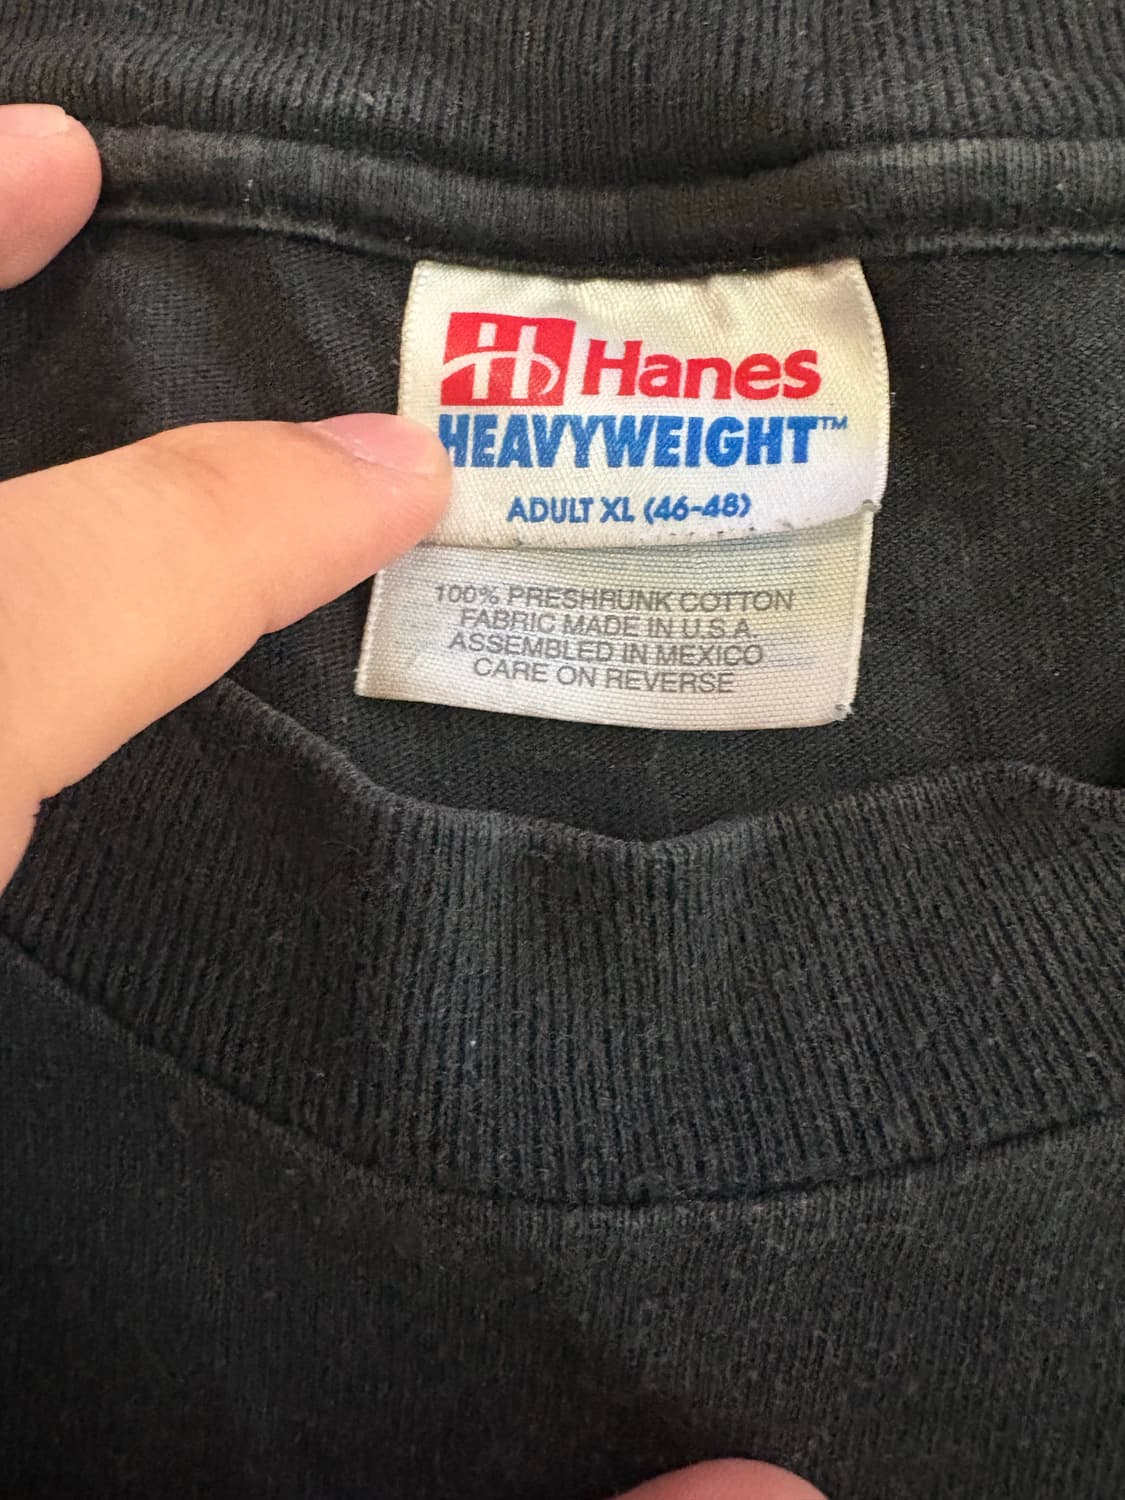 Hanes
HEAVYWEIGHT™
ADULT XL (46-48)
100% PRESHRUNK COTTON
FABRIC MADE IN U.S.A.
ASSEMBLED IN MEXICO
CARE ON REVERSE